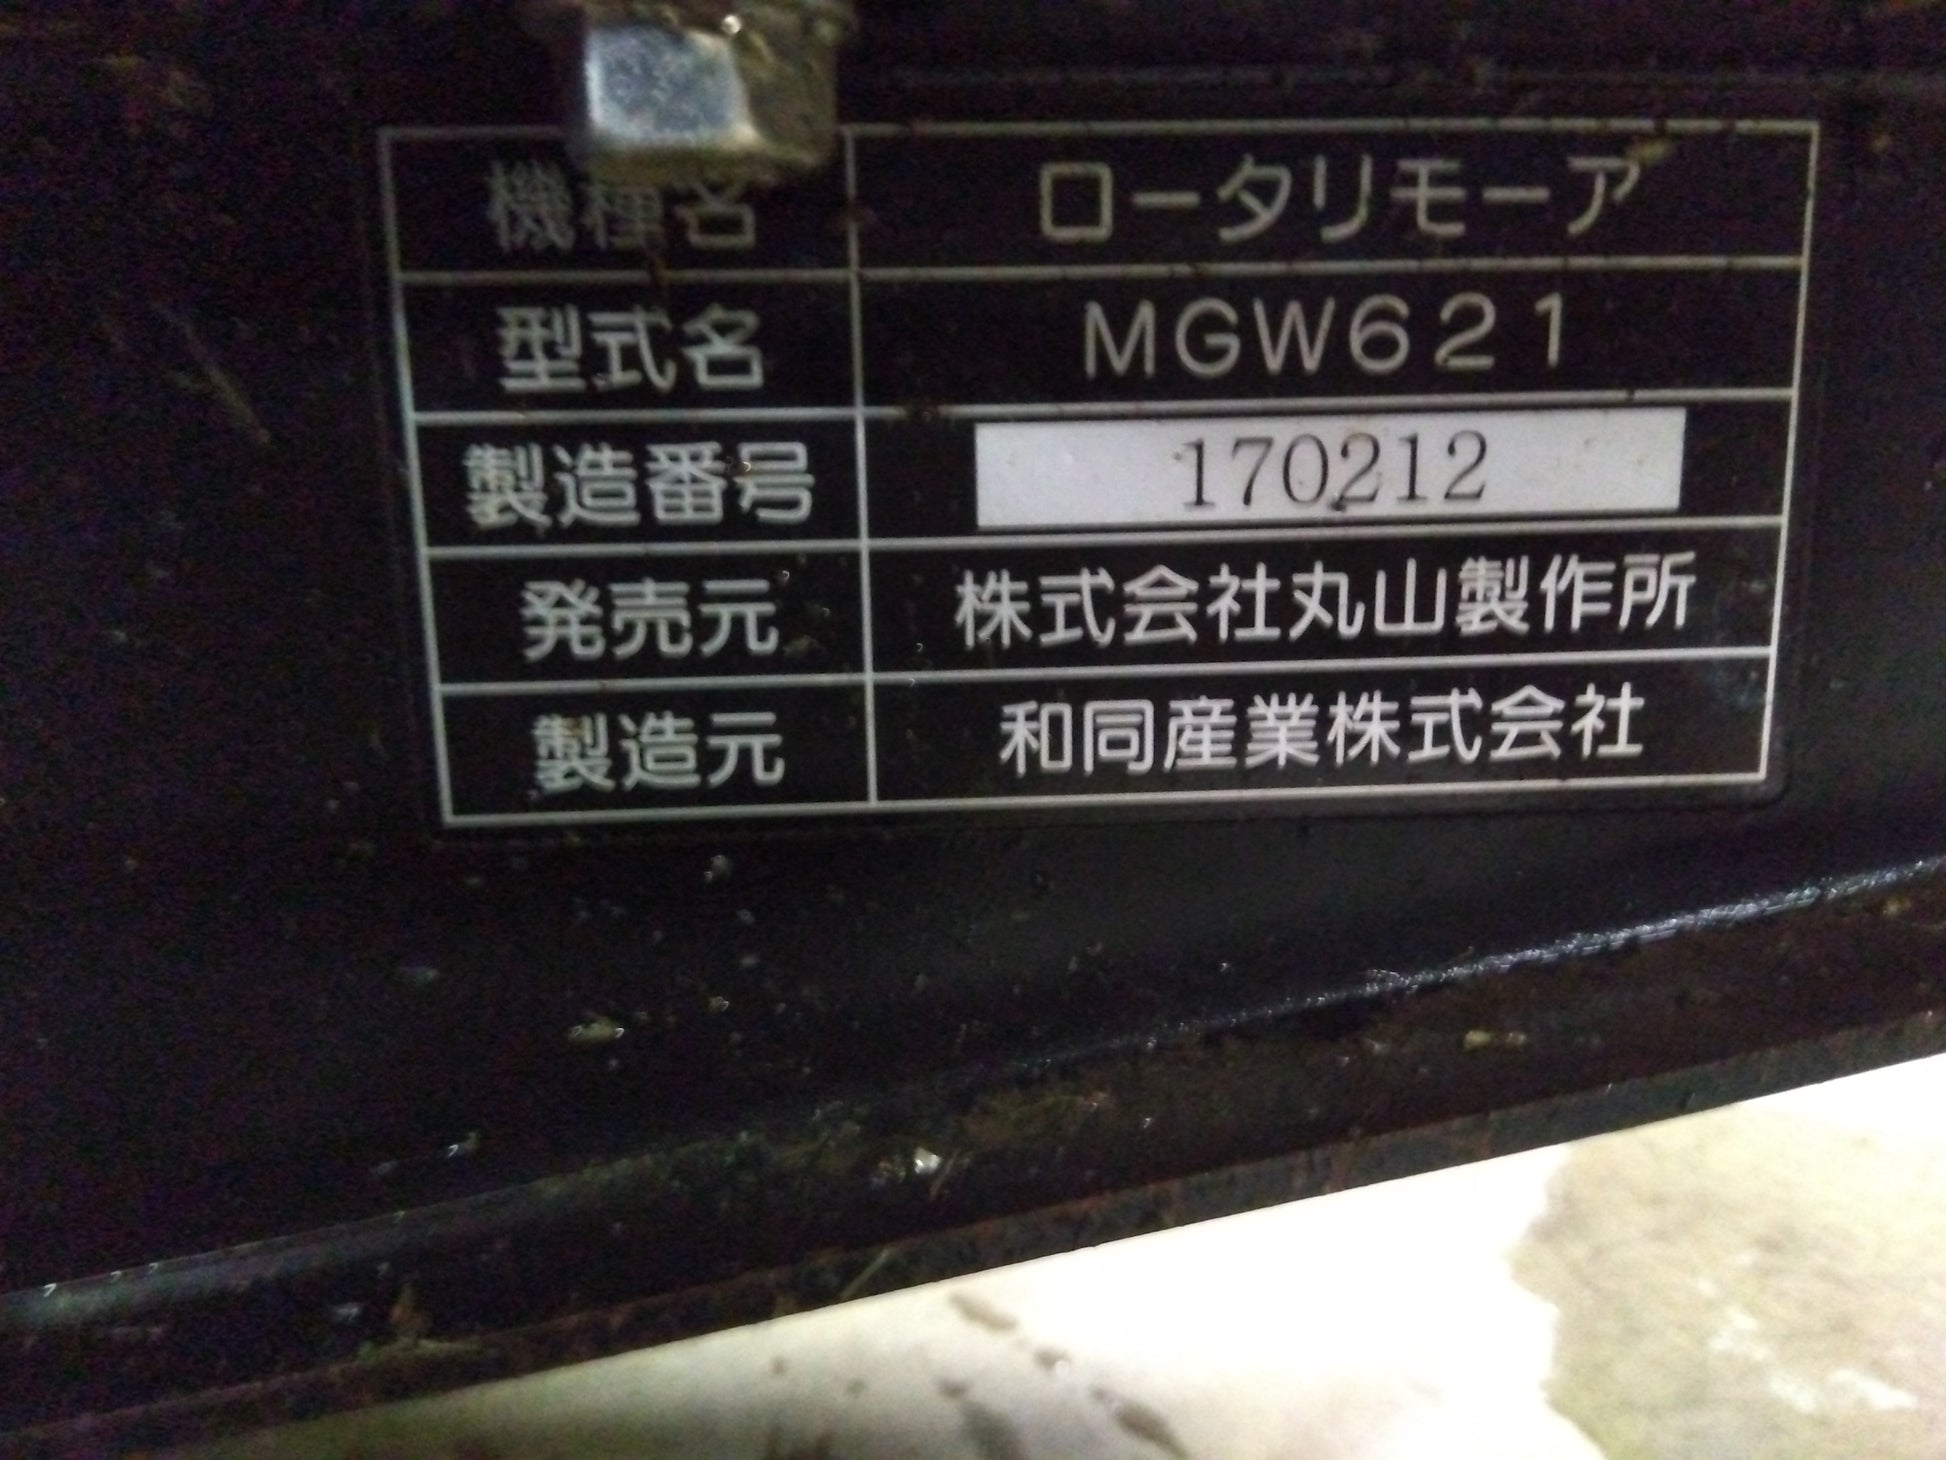 機種名 ロータリモーア
型式名 MGW621
製造番号 170212
発売元 株式会社丸山製作所
製造元 和同産業株式会社